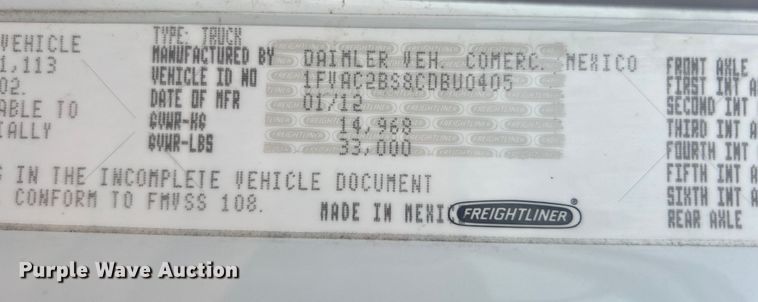 TYPE: TRUCK
VEHICLE MANUFACTURED BY DAIMLER VEH. COMERC. MEXICO FRONT AXLE
1,113 VEHICLE ID NO 1FVAC2BS8CDBU0405 FIRST INT A
02. DATE OF MFR 01/12 SECOND INT
ABLE TO GVWR-KG 14,968 THIRD INT A
IALLY GVWR-LBS 33,000 FOURTH INT
IN THE INCOMPLETE VEHICLE DOCUMENT FIFTH INT A
CONFORM TO FMVSS 108. SIXTH INT A
MADE IN MEXIC FREIGHTLINER® REAR AXLE
Purple Wave Auction